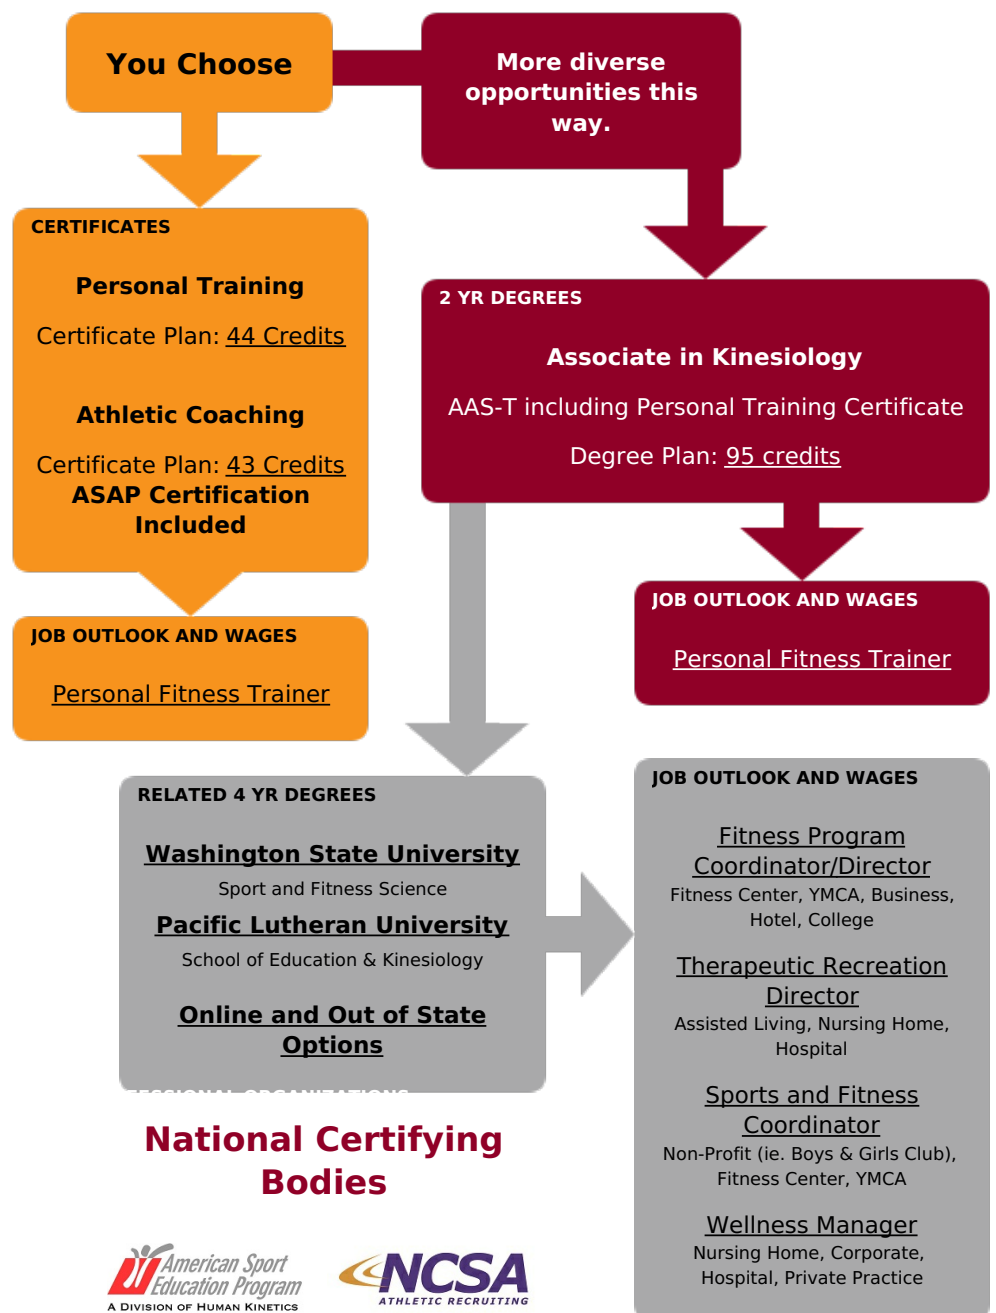 You Choose
More diverse
opportunities this
way.
CERTIFICATES
Personal Training
Certificate Plan: 44 Credits
Athletic Coaching
Certificate Plan: 43 Credits
ASAP Certification
Included
2 YR DEGREES
Associate in Kinesiology
AAS-T including Personal Training Certificate
Degree Plan: 95 credits
JOB OUTLOOK AND WAGES
Personal Fitness Trainer
JOB OUTLOOK AND WAGES
Personal Fitness Trainer
RELATED 4 YR DEGREES
Washington State University
Sport and Fitness Science
Pacific Lutheran University
School of Education & Kinesiology
Online and Out of State
Options
JOB OUTLOOK AND WAGES
Fitness Program
Coordinator/Director
Fitness Center, YMCA, Business,
Hotel, College
Therapeutic Recreation
Director
Assisted Living, Nursing Home,
Hospital
Sports and Fitness
Coordinator
Non-Profit (ie. Boys & Girls Club),
Fitness Center, YMCA
Wellness Manager
Nursing Home, Corporate,
Hospital, Private Practice
National Certifying
Bodies
American Sport
Education Program
A DIVISION OF HUMAN KINETICS
NCSA
ATHLETIC RECRUITING